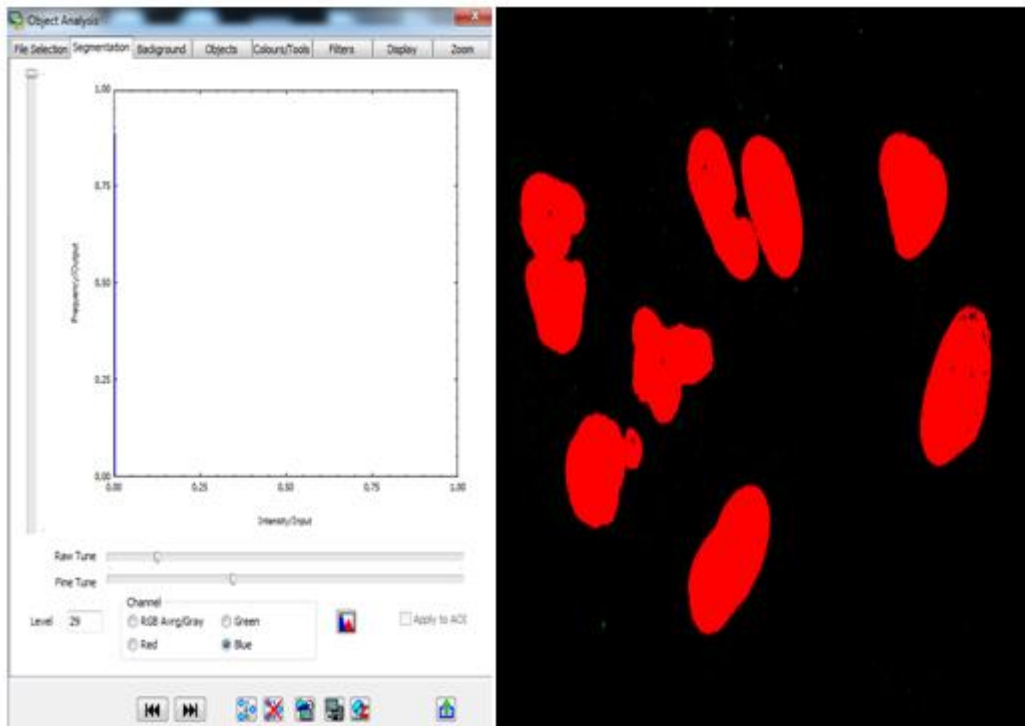 Object Analysis
File Selection Segmentation Background Objects Colours/Tools Filters Display Zoom
1.00
0.75
Frequency/Output
0.50
0.25
0.00
0.00 0.25 0.50 0.75 1.00
Intensity/Input
Raw Tune
Fine Tune
Channel
Level 29 RGB Avrg/Gray Green Apply to AOI
Red Blue